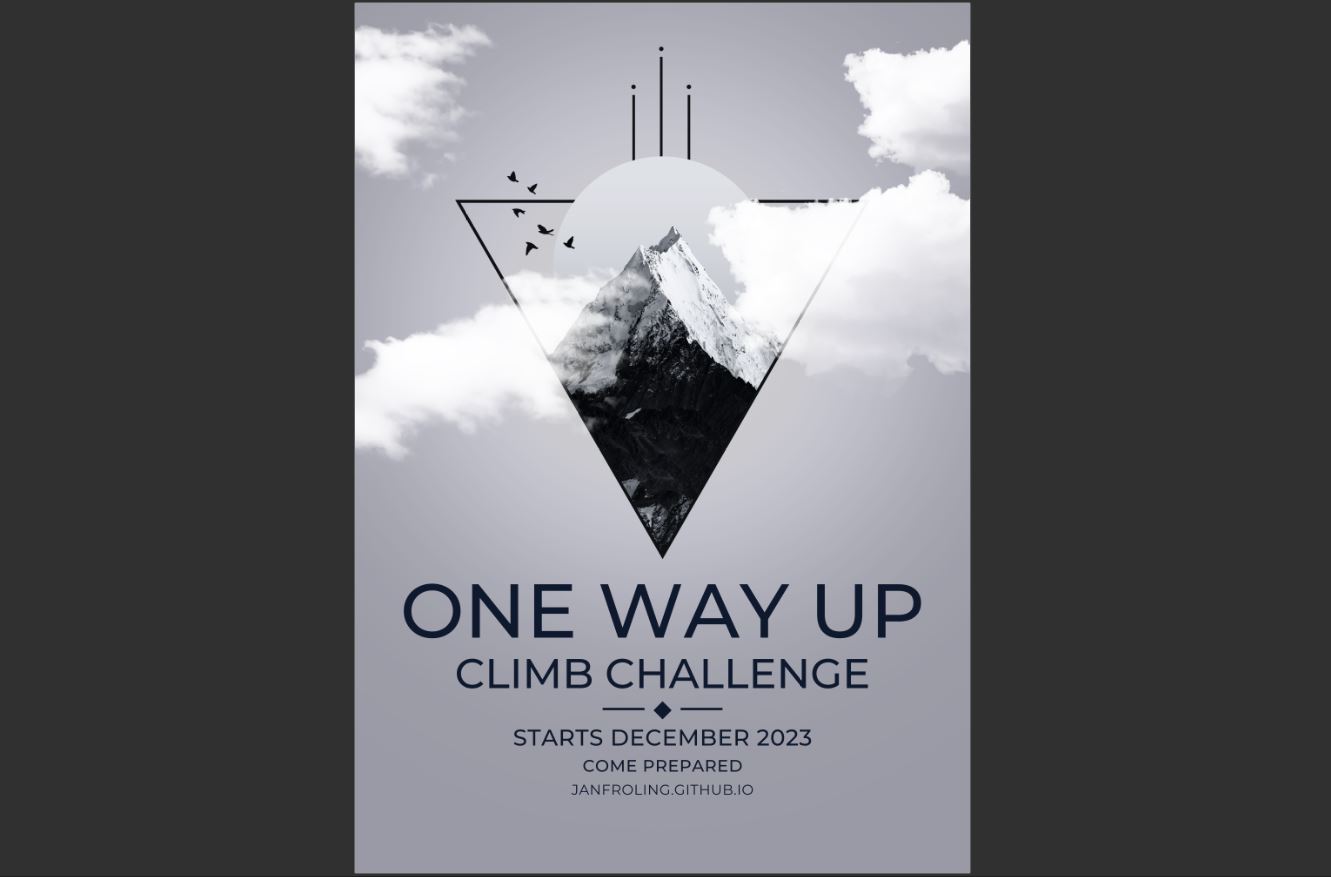 ONE WAY UP
CLIMB CHALLENGE
STARTS DECEMBER 2023
COME PREPARED
JANFROLING.GITHUB.IO